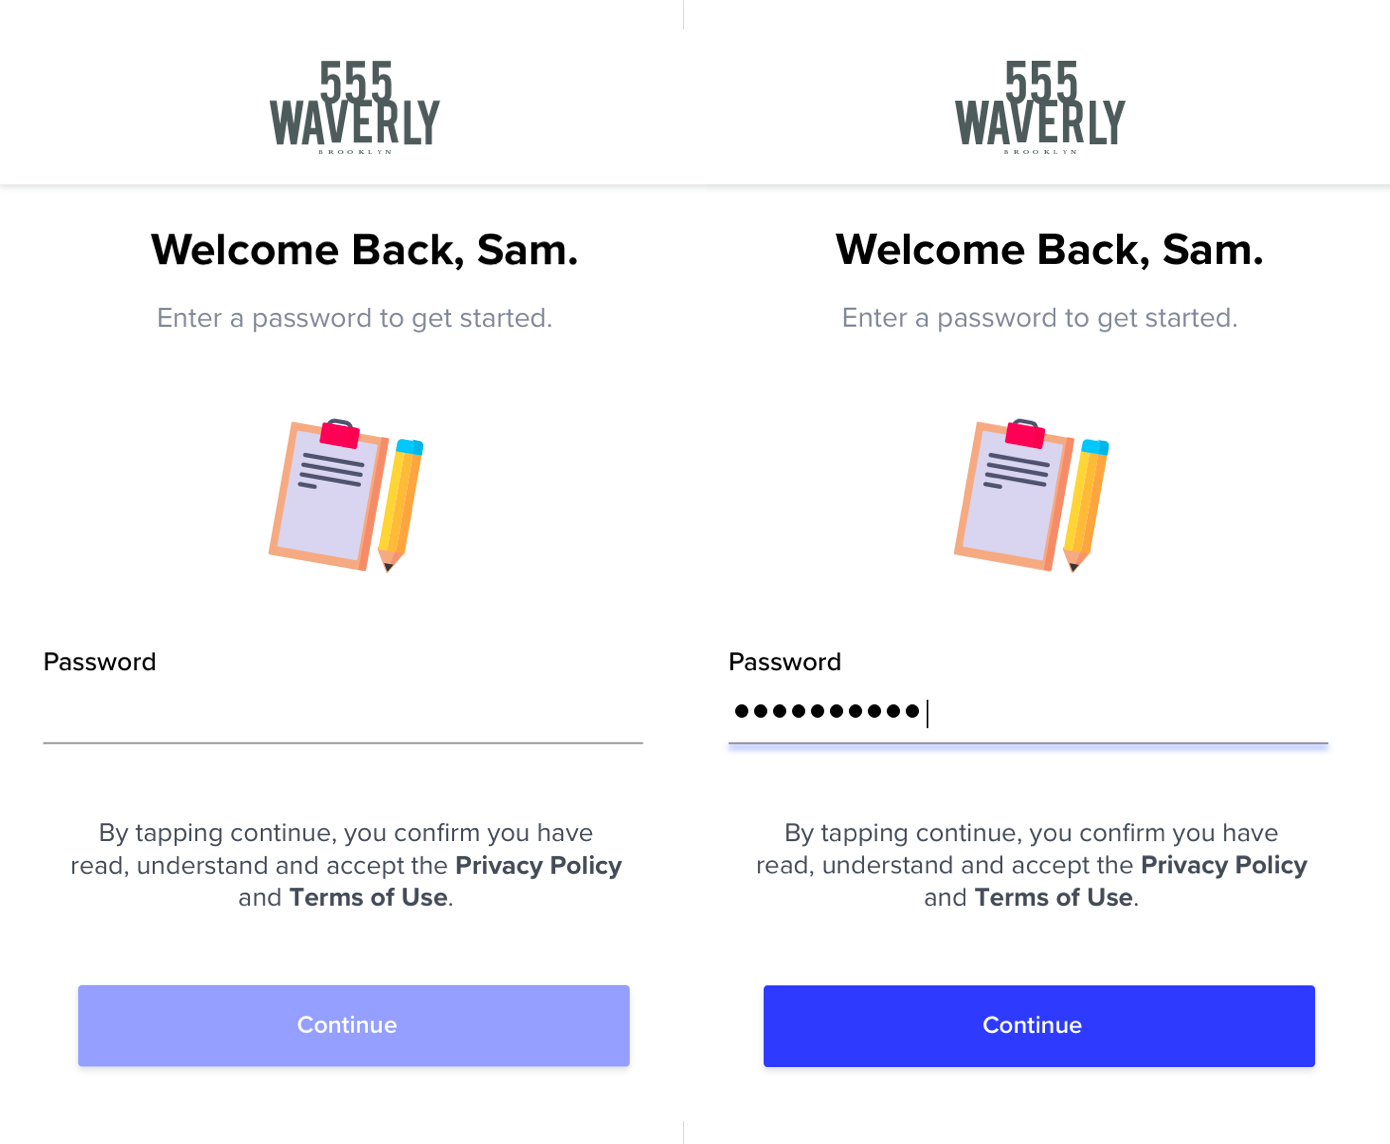 555
WAVERLY
BROOKLYN
Welcome Back, Sam.
Enter a password to get started.
Password
By tapping continue, you confirm you have
read, understand and accept the Privacy Policy
and Terms of Use.
Continue
555
WAVERLY
BROOKLYN
Welcome Back, Sam.
Enter a password to get started.
Password
••••••••••
By tapping continue, you confirm you have
read, understand and accept the Privacy Policy
and Terms of Use.
Continue